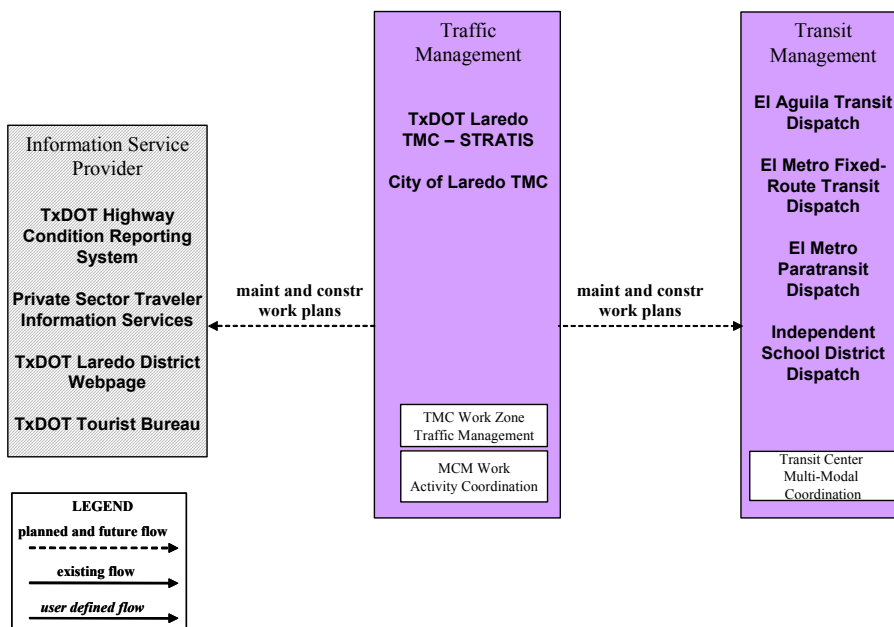 Information Service
Provider
TxDOT Highway
Condition Reporting
System
Private Sector Traveler
Information Services
TxDOT Laredo District
Webpage
TxDOT Tourist Bureau
maint and constr
work plans
Traffic
Management
TxDOT Laredo
TMC – STRATIS
City of Laredo TMC
TMC Work Zone
Traffic Management
MCM Work
Activity Coordination
maint and constr
work plans
Transit
Management
El Aguila Transit
Dispatch
El Metro Fixed-
Route Transit
Dispatch
El Metro
Paratransit
Dispatch
Independent
School District
Dispatch
Transit Center
Multi-Modal
Coordination
LEGEND
planned and future flow
existing flow
user defined flow